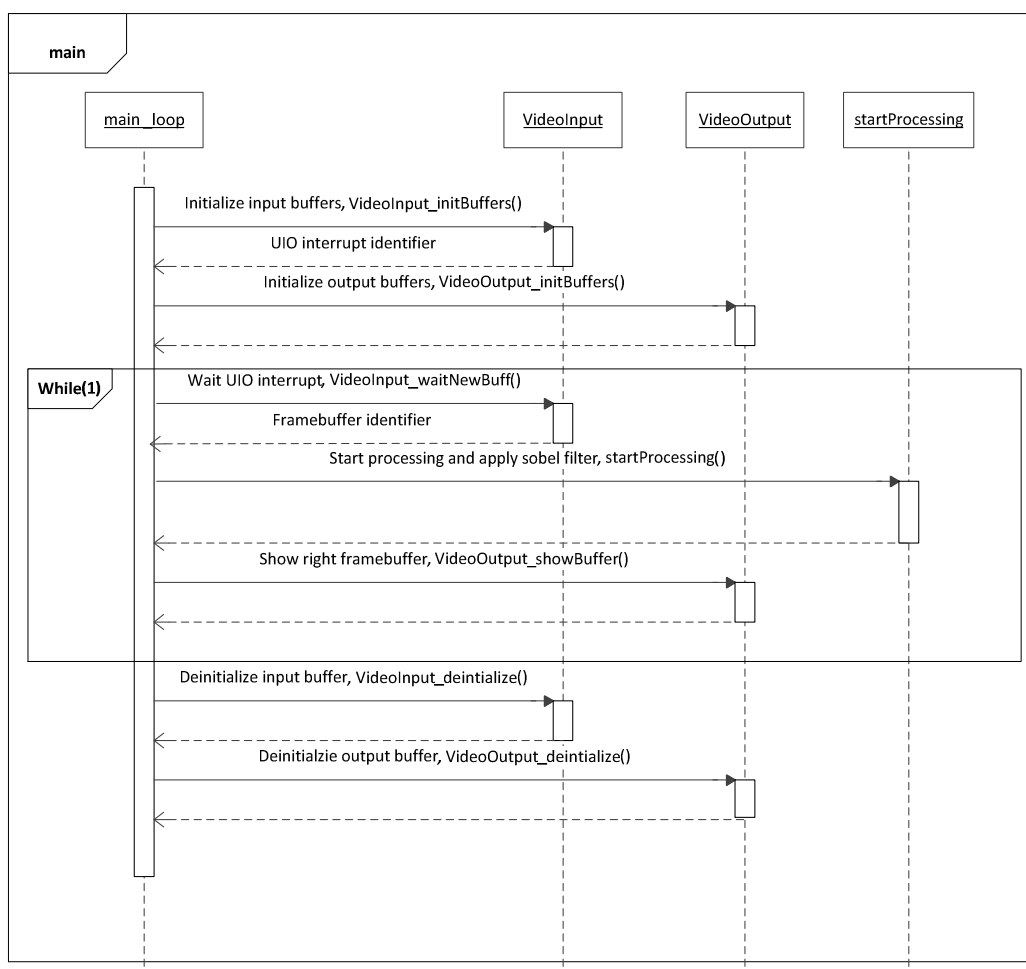 main
main_loop
VideoInput
VideoOutput
startProcessing
Initialize input buffers, VideoInput_initBuffers()
UIO interrupt identifier
Initialize output buffers, VideoOutput_initBuffers()
While(1)
Wait UIO interrupt, VideoInput_waitNewBuff()
Framebuffer identifier
Start processing and apply sobel filter, startProcessing()
Show right framebuffer, VideoOutput_showBuffer()
Deinitialize input buffer, VideoInput_deintialize()
Deinitialzie output buffer, VideoOutput_deintialize()